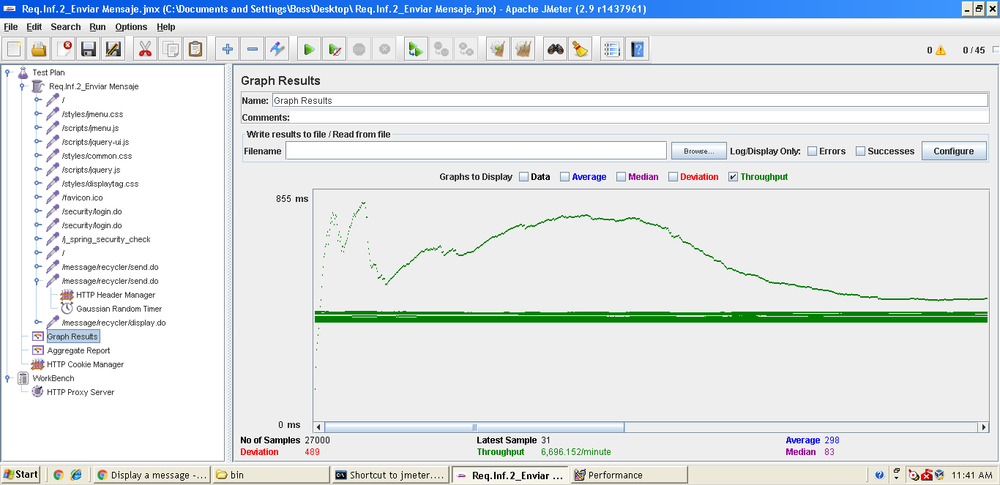 Req.Inf.2_Enviar Mensaje.jmx (C:\Documents and Settings\Boss\Desktop\ Req.Inf.2_Enviar Mensaje.jmx) - Apache JMeter (2.9 r1437961)
File Edit Search Run Options Help
0 0 / 45
Test Plan
Req.Inf.2_Enviar Mensaje
/
/styles/jmenu.css
/scripts/jmenu.js
/scripts/jquery-ui.js
/styles/common.css
/scripts/jquery.js
/styles/displaytag.css
/favicon.ico
/security/login.do
/security/login.do
/j_spring_security_check
/
/message/recycler/send.do
/message/recycler/send.do
HTTP Header Manager
Gaussian Random Timer
/message/recycler/display.do
Graph Results
Aggregate Report
HTTP Cookie Manager
WorkBench
HTTP Proxy Server
Graph Results
Name: Graph Results
Comments:
Write results to file / Read from file
Filename Browse... Log/Display Only: Errors Successes Configure
Graphs to Display Data Average Median Deviation Throughput
855 ms
0 ms
No of Samples 27000 Latest Sample 31 Average 298
Deviation 489 Throughput 6,696.152/minute Median 83
Start Display a message -... bin Shortcut to jmeter.... Req.Inf.2_Enviar ... Performance 11:41 AM